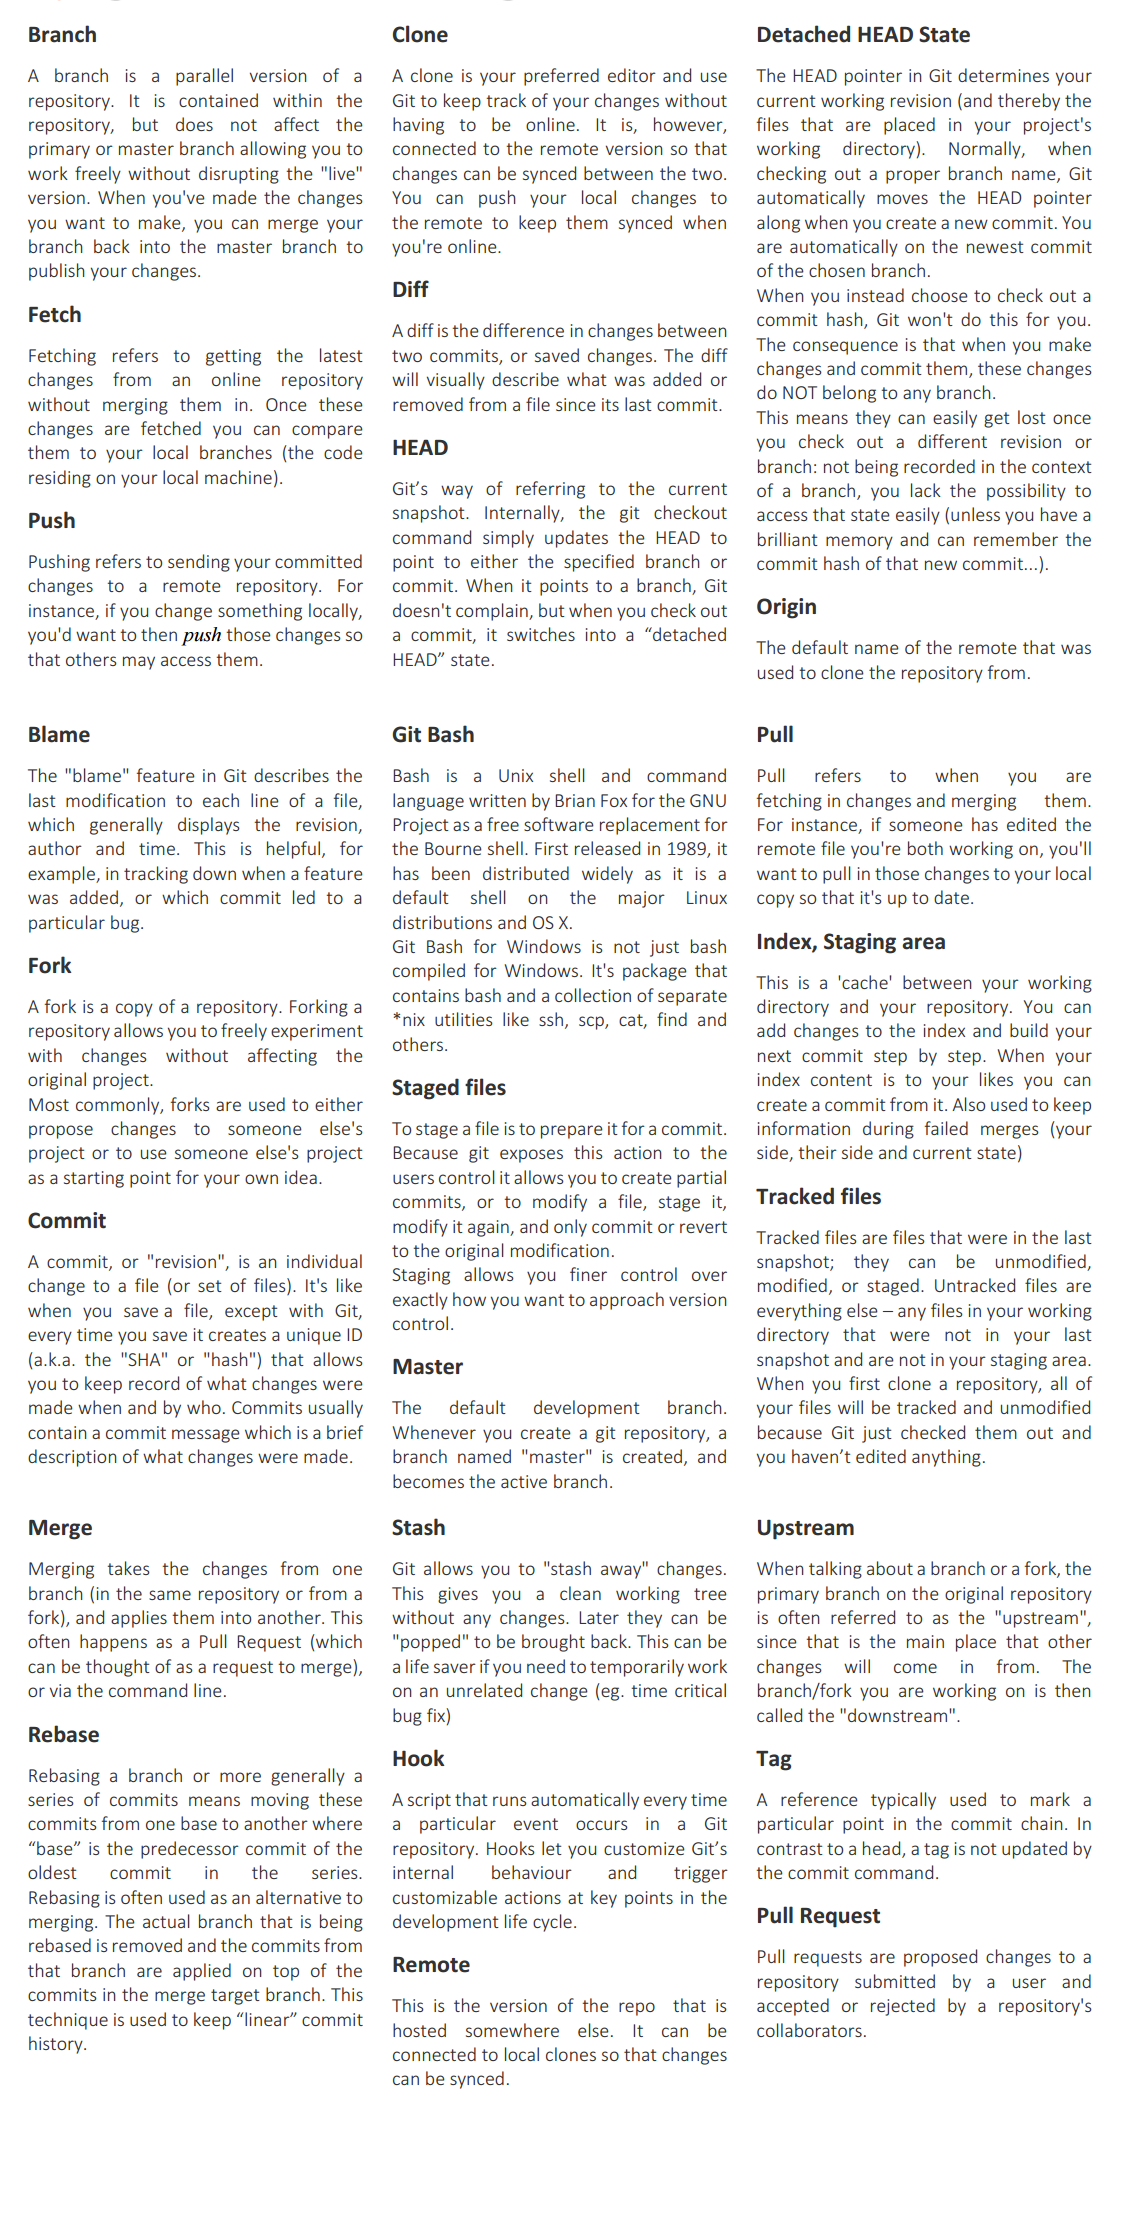 Branch
A branch is a parallel version of a
repository. It is contained within the
repository, but does not affect the
primary or master branch allowing you to
work freely without disrupting the "live"
version. When you've made the changes
you want to make, you can merge your
branch back into the master branch to
publish your changes.
Fetch
Fetching refers to getting the latest
changes from an online repository
without merging them in. Once these
changes are fetched you can compare
them to your local branches (the code
residing on your local machine).
Push
Pushing refers to sending your committed
changes to a remote repository. For
instance, if you change something locally,
you'd want to then push those changes so
that others may access them.
Clone
A clone is your preferred editor and use
Git to keep track of your changes without
having to be online. It is, however,
connected to the remote version so that
changes can be synced between the two.
You can push your local changes to
the remote to keep them synced when
you're online.
Diff
A diff is the difference in changes between
two commits, or saved changes. The diff
will visually describe what was added or
removed from a file since its last commit.
HEAD
Git’s way of referring to the current
snapshot. Internally, the git checkout
command simply updates the HEAD to
point to either the specified branch or
commit. When it points to a branch, Git
doesn't complain, but when you check out
a commit, it switches into a “detached
HEAD” state.
Detached HEAD State
The HEAD pointer in Git determines your
current working revision (and thereby the
files that are placed in your project's
working directory). Normally, when
checking out a proper branch name, Git
automatically moves the HEAD pointer
along when you create a new commit. You
are automatically on the newest commit
of the chosen branch.
When you instead choose to check out a
commit hash, Git won't do this for you.
The consequence is that when you make
changes and commit them, these changes
do NOT belong to any branch.
This means they can easily get lost once
you check out a different revision or
branch: not being recorded in the context
of a branch, you lack the possibility to
access that state easily (unless you have a
brilliant memory and can remember the
commit hash of that new commit...).
Origin
The default name of the remote that was
used to clone the repository from.
Blame
The "blame" feature in Git describes the
last modification to each line of a file,
which generally displays the revision,
author and time. This is helpful, for
example, in tracking down when a feature
was added, or which commit led to a
particular bug.
Fork
A fork is a copy of a repository. Forking a
repository allows you to freely experiment
with changes without affecting the
original project.
Most commonly, forks are used to either
propose changes to someone else's
project or to use someone else's project
as a starting point for your own idea.
Commit
A commit, or "revision", is an individual
change to a file (or set of files). It's like
when you save a file, except with Git,
every time you save it creates a unique ID
(a.k.a. the "SHA" or "hash") that allows
you to keep record of what changes were
made when and by who. Commits usually
contain a commit message which is a brief
description of what changes were made.
Git Bash
Bash is a Unix shell and command
language written by Brian Fox for the GNU
Project as a free software replacement for
the Bourne shell. First released in 1989, it
has been distributed widely as it is a
default shell on the major Linux
distributions and OS X.
Git Bash for Windows is not just bash
compiled for Windows. It's package that
contains bash and a collection of separate
*nix utilities like ssh, scp, cat, find and
others.
Staged files
To stage a file is to prepare it for a commit.
Because git exposes this action to the
users control it allows you to create partial
commits, or to modify a file, stage it,
modify it again, and only commit or revert
to the original modification.
Staging allows you finer control over
exactly how you want to approach version
control.
Master
The default development branch.
Whenever you create a git repository, a
branch named "master" is created, and
becomes the active branch.
Pull
Pull refers to when you are
fetching in changes and merging them.
For instance, if someone has edited the
remote file you're both working on, you'll
want to pull in those changes to your local
copy so that it's up to date.
Index, Staging area
This is a 'cache' between your working
directory and your repository. You can
add changes to the index and build your
next commit step by step. When your
index content is to your likes you can
create a commit from it. Also used to keep
information during failed merges (your
side, their side and current state)
Tracked files
Tracked files are files that were in the last
snapshot; they can be unmodified,
modified, or staged. Untracked files are
everything else – any files in your working
directory that were not in your last
snapshot and are not in your staging area.
When you first clone a repository, all of
your files will be tracked and unmodified
because Git just checked them out and
you haven’t edited anything.
Merge
Merging takes the changes from one
branch (in the same repository or from a
fork), and applies them into another. This
often happens as a Pull Request (which
can be thought of as a request to merge),
or via the command line.
Rebase
Rebasing a branch or more generally a
series of commits means moving these
commits from one base to another where
“base” is the predecessor commit of the
oldest commit in the series.
Rebasing is often used as an alternative to
merging. The actual branch that is being
rebased is removed and the commits from
that branch are applied on top of the
commits in the merge target branch. This
technique is used to keep “linear” commit
history.
Stash
Git allows you to "stash away" changes.
This gives you a clean working tree
without any changes. Later they can be
"popped" to be brought back. This can be
a life saver if you need to temporarily work
on an unrelated change (eg. time critical
bug fix)
Hook
A script that runs automatically every time
a particular event occurs in a Git
repository. Hooks let you customize Git’s
internal behaviour and trigger
customizable actions at key points in the
development life cycle.
Remote
This is the version of the repo that is
hosted somewhere else. It can be
connected to local clones so that changes
can be synced.
Upstream
When talking about a branch or a fork, the
primary branch on the original repository
is often referred to as the "upstream",
since that is the main place that other
changes will come in from. The
branch/fork you are working on is then
called the "downstream".
Tag
A reference typically used to mark a
particular point in the commit chain. In
contrast to a head, a tag is not updated by
the commit command.
Pull Request
Pull requests are proposed changes to a
repository submitted by a user and
accepted or rejected by a repository's
collaborators.